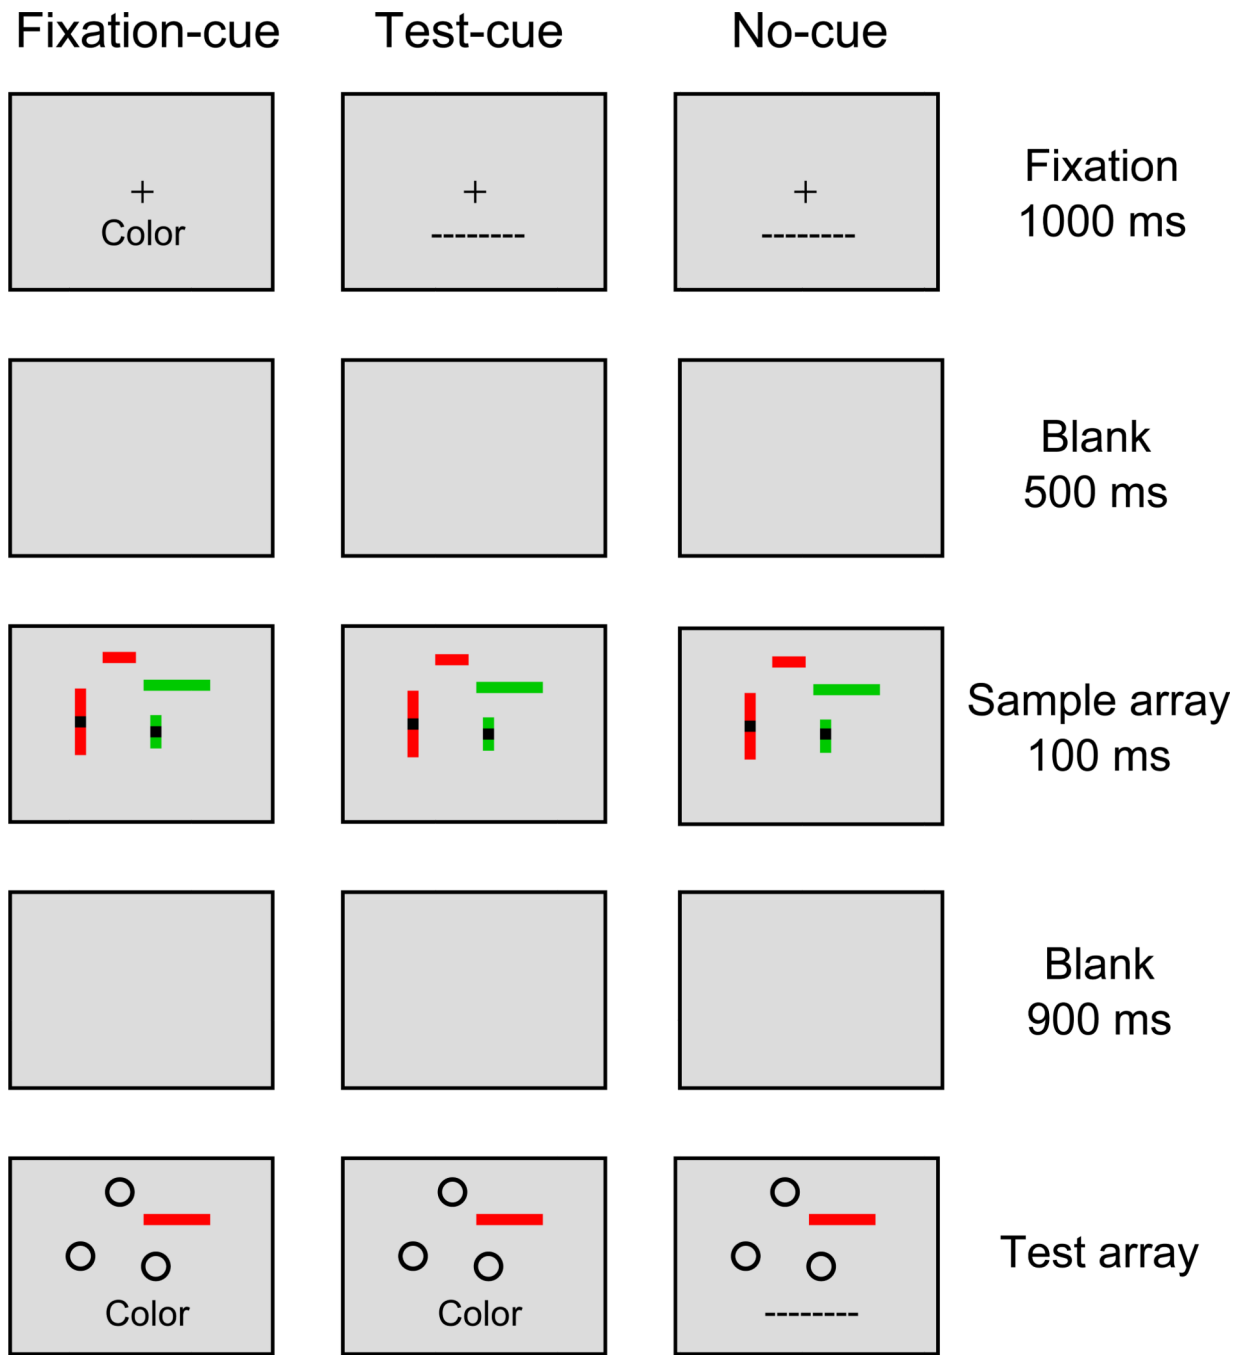 Fixation-cue Test-cue No-cue
Fixation
1000 ms
Color
--------
--------
Blank
500 ms
Sample array
100 ms
Blank
900 ms
Test array
Color
Color
--------